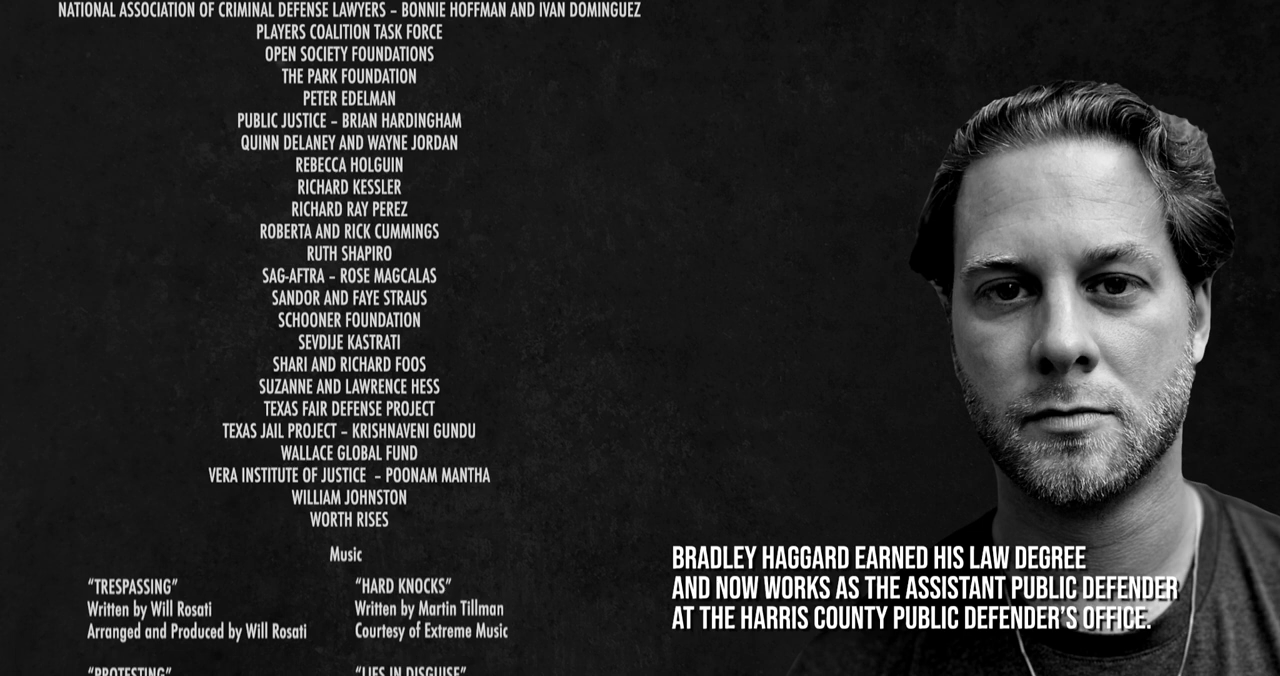 NATIONAL ASSOCIATION OF CRIMINAL DEFENSE LAWYERS – BONNIE HOFFMAN AND IVAN DOMINGUEZ
PLAYERS COALITION TASK FORCE
OPEN SOCIETY FOUNDATIONS
THE PARK FOUNDATION
PETER EDELMAN
PUBLIC JUSTICE – BRIAN HARDINGHAM
QUINN DELANEY AND WAYNE JORDAN
REBECCA HOLGUIN
RICHARD KESSLER
RICHARD RAY PEREZ
ROBERTA AND RICK CUMMINGS
RUTH SHAPIRO
SAG-AFTRA – ROSE MAGCALAS
SANDOR AND FAYE STRAUS
SCHOONER FOUNDATION
SEVDIJE KASTRATI
SHARI AND RICHARD FOOS
SUZANNE AND LAWRENCE HESS
TEXAS FAIR DEFENSE PROJECT
TEXAS JAIL PROJECT – KRISHNAVENI GUNDU
WALLACE GLOBAL FUND
VERA INSTITUTE OF JUSTICE – POONAM MANTHA
WILLIAM JOHNSTON
WORTH RISES
Music
“TRESPASSING”
Written by Will Rosati
Arranged and Produced by Will Rosati
“HARD KNOCKS”
Written by Martin Tillman
Courtesy of Extreme Music
“PROTESTING”
“LIES IN DISGUISE”
BRADLEY HAGGARD EARNED HIS LAW DEGREE
AND NOW WORKS AS THE ASSISTANT PUBLIC DEFENDER
AT THE HARRIS COUNTY PUBLIC DEFENDER’S OFFICE.